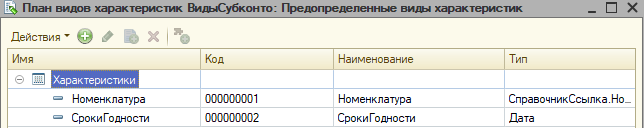 План видов характеристик ВидыСубконто: Предопределенные виды характеристик
Действия
Имя Код Наименование Тип
Характеристики
Номенклатура 000000001 Номенклатура СправочникСсылка.Но...
СрокиГодности 000000002 СрокиГодности Дата